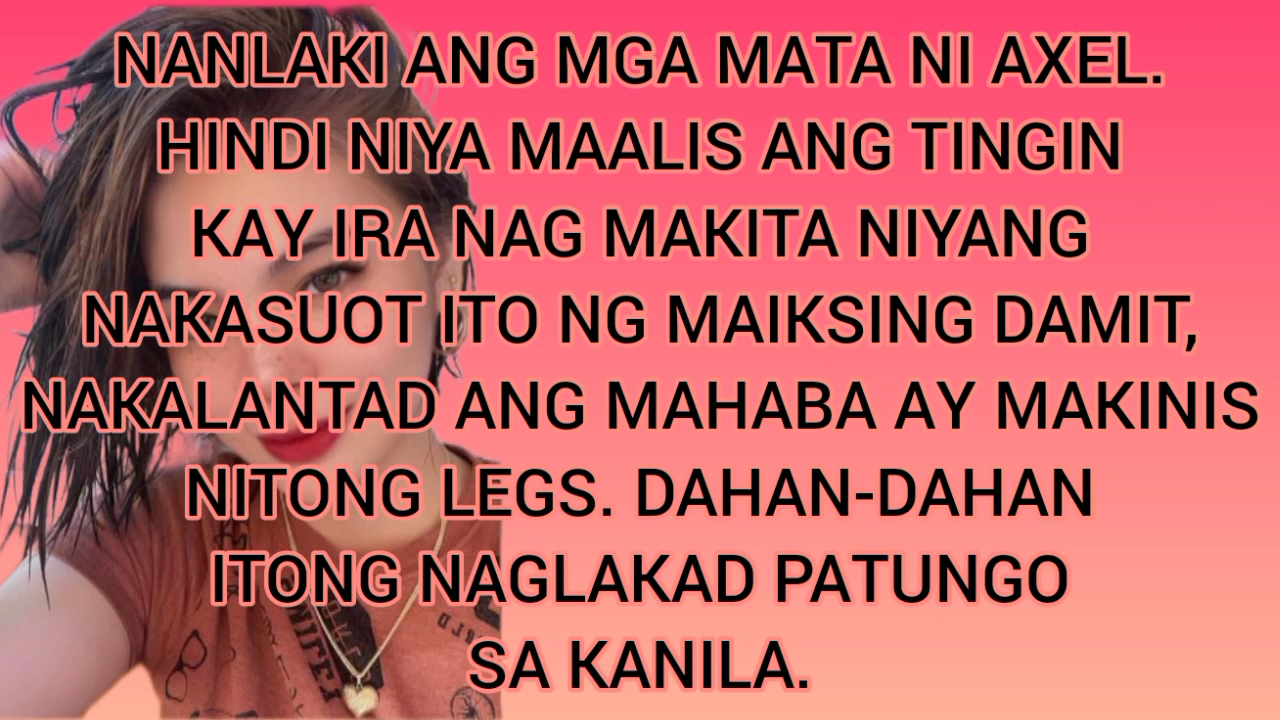 NANLAKI ANG MGA MATA NI AXEL.
HINDI NIYA MAALIS ANG TINGIN
KAY IRA NAG MAKITA NIYANG
NAKASUOT ITO NG MAIKSING DAMIT,
NAKALANTAD ANG MAHABA AY MAKINIS
NITONG LEGS. DAHAN-DAHAN
ITONG NAGLAKAD PATUNGO
SA KANILA.